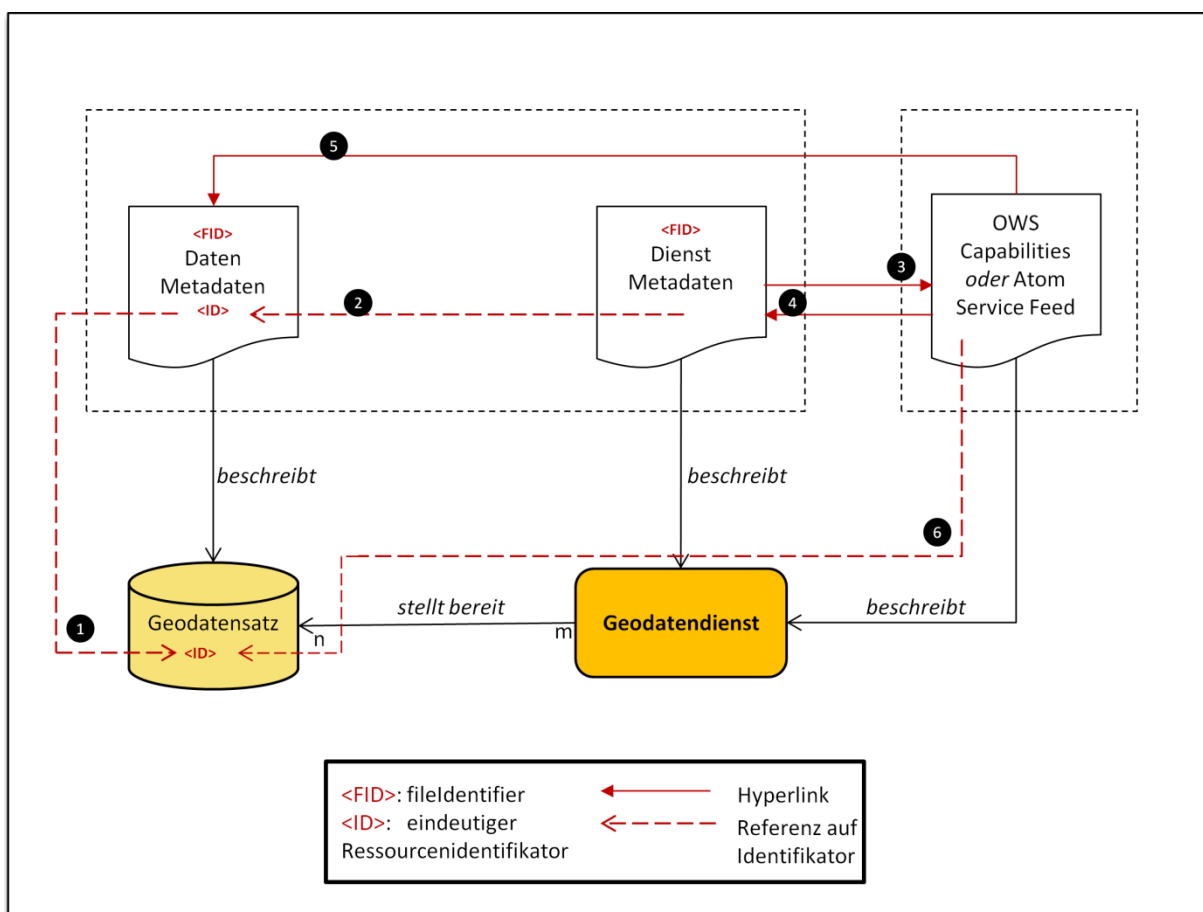 5
<FID>
Daten
Metadaten
<ID>
<FID>
Dienst
Metadaten
OWS
Capabilities
oder Atom
Service Feed
3
2
4
beschreibt
beschreibt
6
1
Geodatensatz
<ID>
n
stellt bereit
m
Geodatendienst
beschreibt
<FID>: fileIdentifier
<ID>: eindeutiger
Ressourcenidentifikator
Hyperlink
Referenz auf
Identifikator